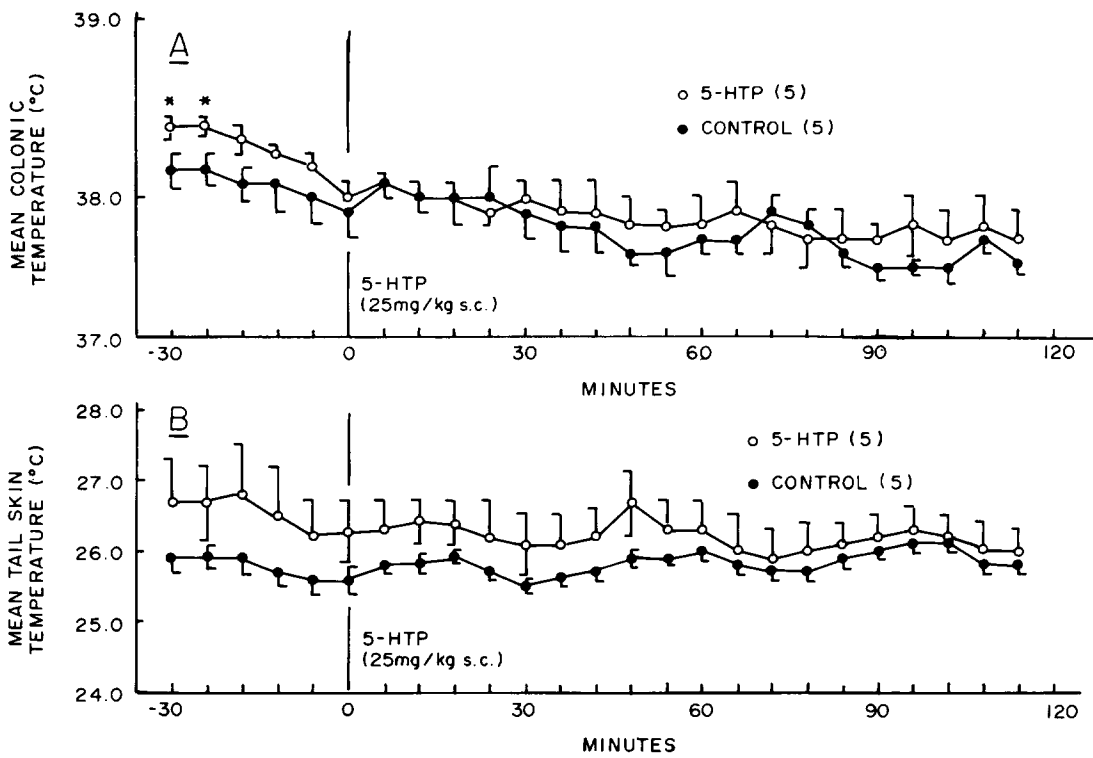 39.0
A
* *
5-HTP (5)
CONTROL (5)
38.0
MEAN COLONIC
TEMPERATURE (°C)
5-HTP
(25mg/kg s.c.)
37.0
-30 0 30 60 90 120
MINUTES
28.0
B
5-HTP (5)
27.0
CONTROL (5)
26.0
MEAN TAIL SKIN
TEMPERATURE (°C)
25.0
5-HTP
(25mg/kg s.c.)
24.0
-30 0 30 60 90 120
MINUTES